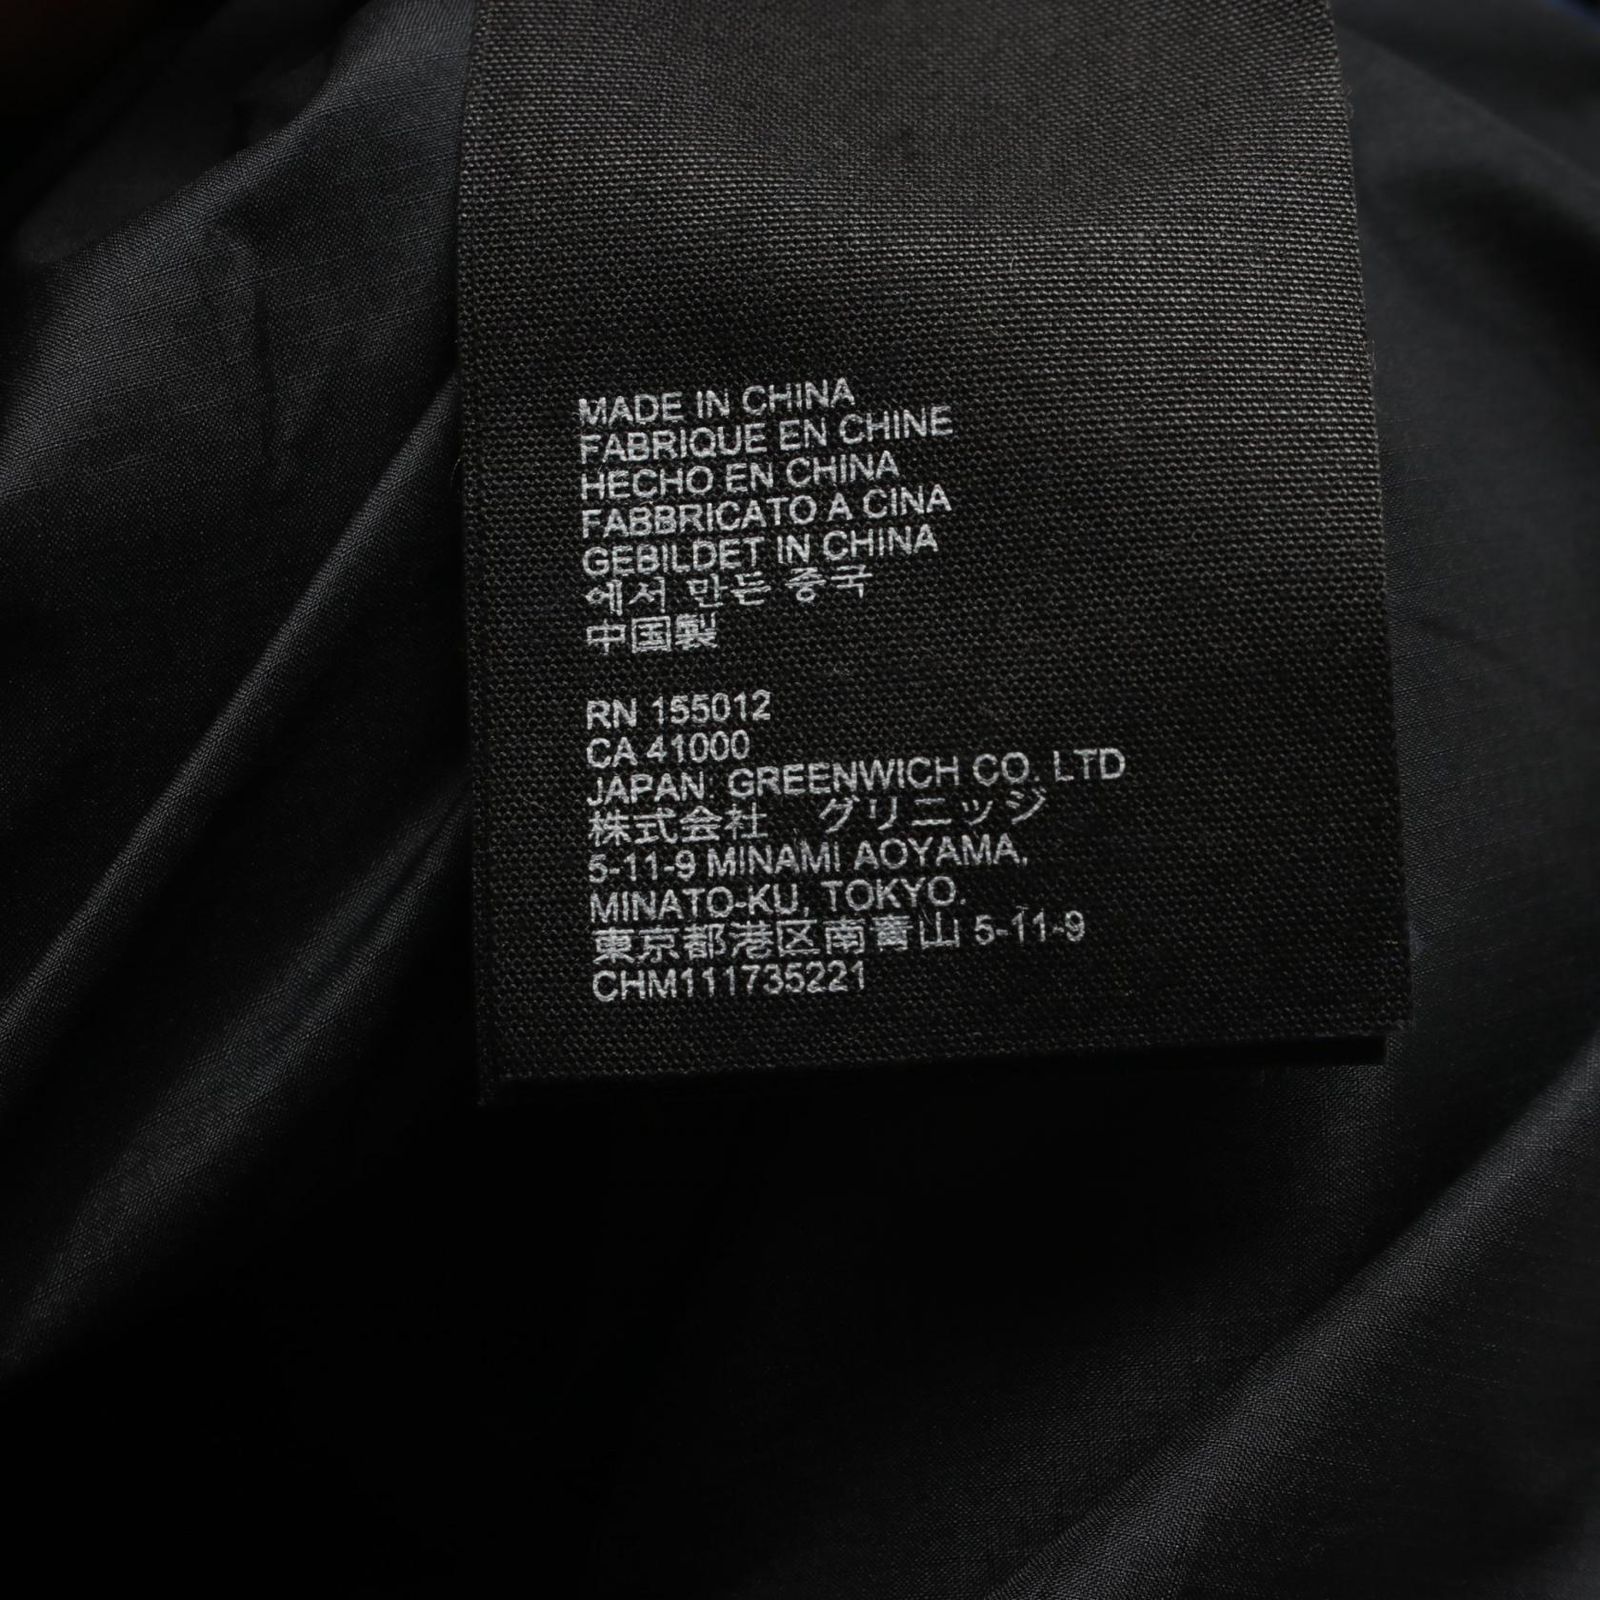 MADE IN CHINA
FABRIQUE EN CHINE
HECHO EN CHINA
FABBRICATO A CINA
GEBILDET IN CHINA
에서 만든 중국
中国製
RN 155012
CA 41000
JAPAN: GREENWICH CO. LTD
株式会社 グリニッジ
5-11-9 MINAMI AOYAMA,
MINATO-KU, TOKYO.
東京都港区南青山 5-11-9
CHM111735221